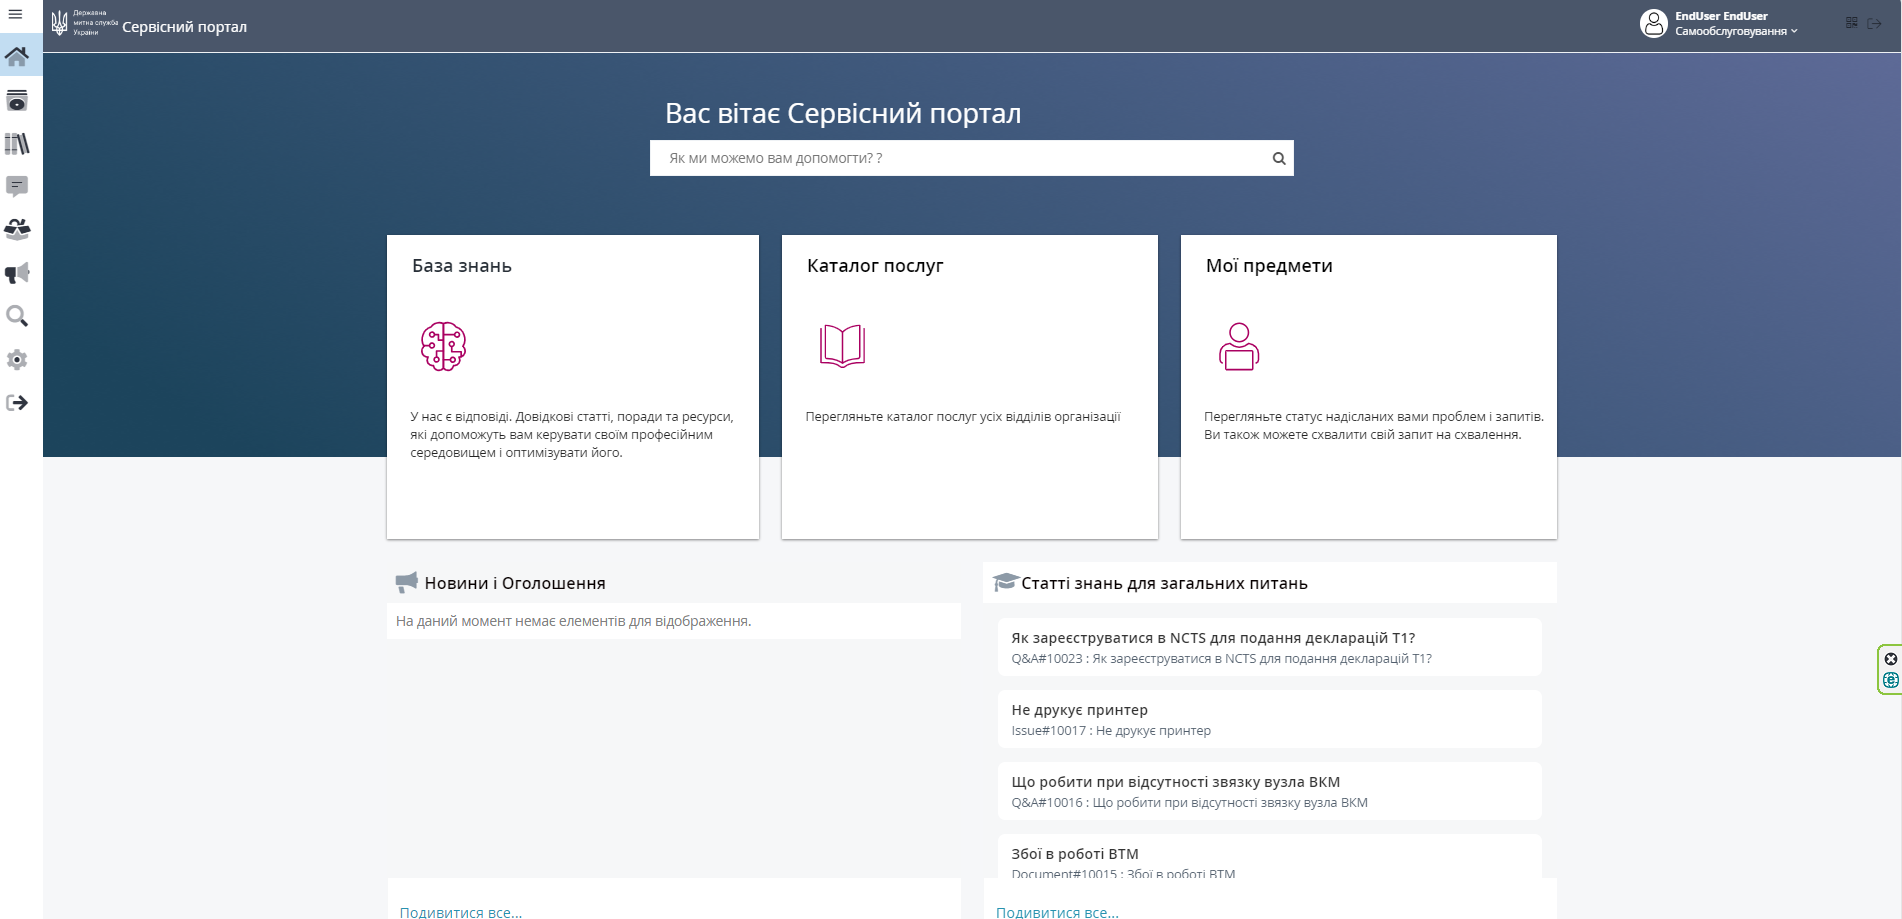 Державна
митна служба
України
Сервісний портал
EndUser EndUser
Самообслуговування
Вас вітає Сервісний портал
Як ми можемо вам допомогти? ?
База знань
У нас є відповіді. Довідкові статті, поради та ресурси,
які допоможуть вам керувати своїм професійним
середовищем і оптимізувати його.
Каталог послуг
Перегляньте каталог послуг усіх відділів організації
Мої предмети
Перегляньте статус надісланих вами проблем і запитів.
Ви також можете схвалити свій запит на схвалення.
Новини і Оголошення
На даний момент немає елементів для відображення.
Подивитися все...
Статті знань для загальних питань
Як зареєструватися в NCTS для подання декларацій Т1?
Q&A#10023 : Як зареєструватися в NCTS для подання декларацій Т1?
Не друкує принтер
Issue#10017 : Не друкує принтер
Що робити при відсутності звязку вузла ВКМ
Q&A#10016 : Що робити при відсутності звязку вузла ВКМ
Збої в роботі ВТМ
Document#10015 : Збої в роботі ВТМ
Подивитися все...